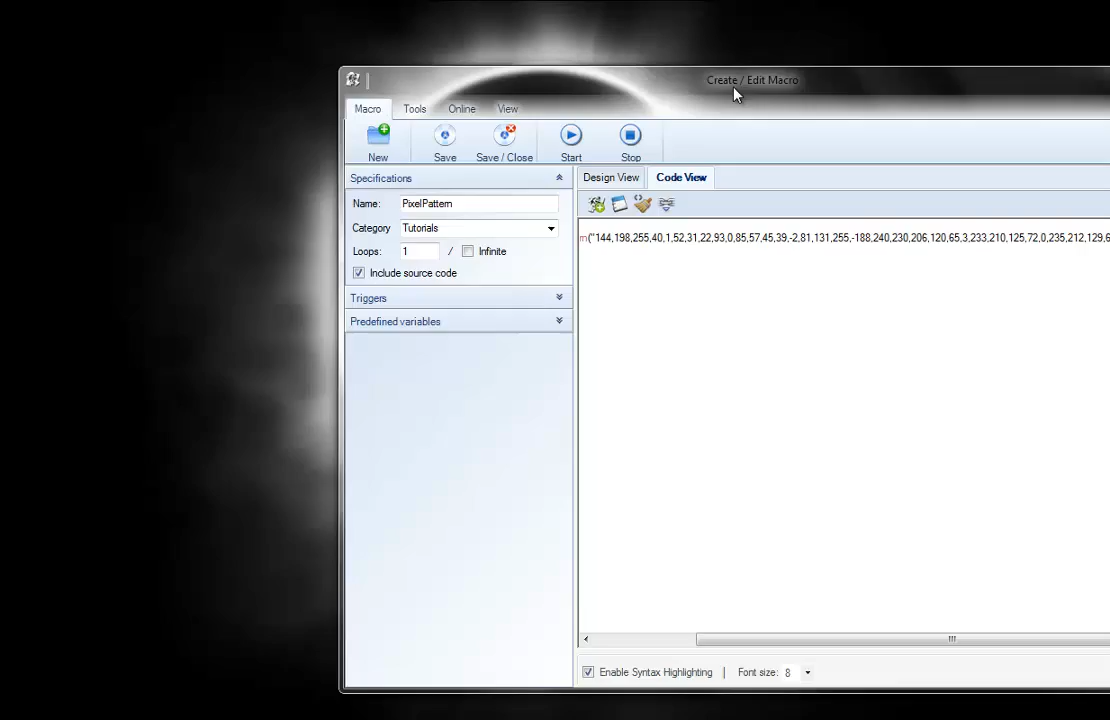 Create / Edit Macro
Macro Tools Online View
New Save Save / Close Start Stop
Specifications
Name: PixelPattern
Category Tutorials
Loops: 1 / Infinite
Include source code
Triggers
Predefined variables
Design View Code View
m("144,198,255,40,1,52,31,22,93,0,85,57,45,39,-2,81,131,255,-188,240,230,206,120,65,3,233,210,125,72,0,235,212,129,6
Enable Syntax Highlighting | Font size: 8